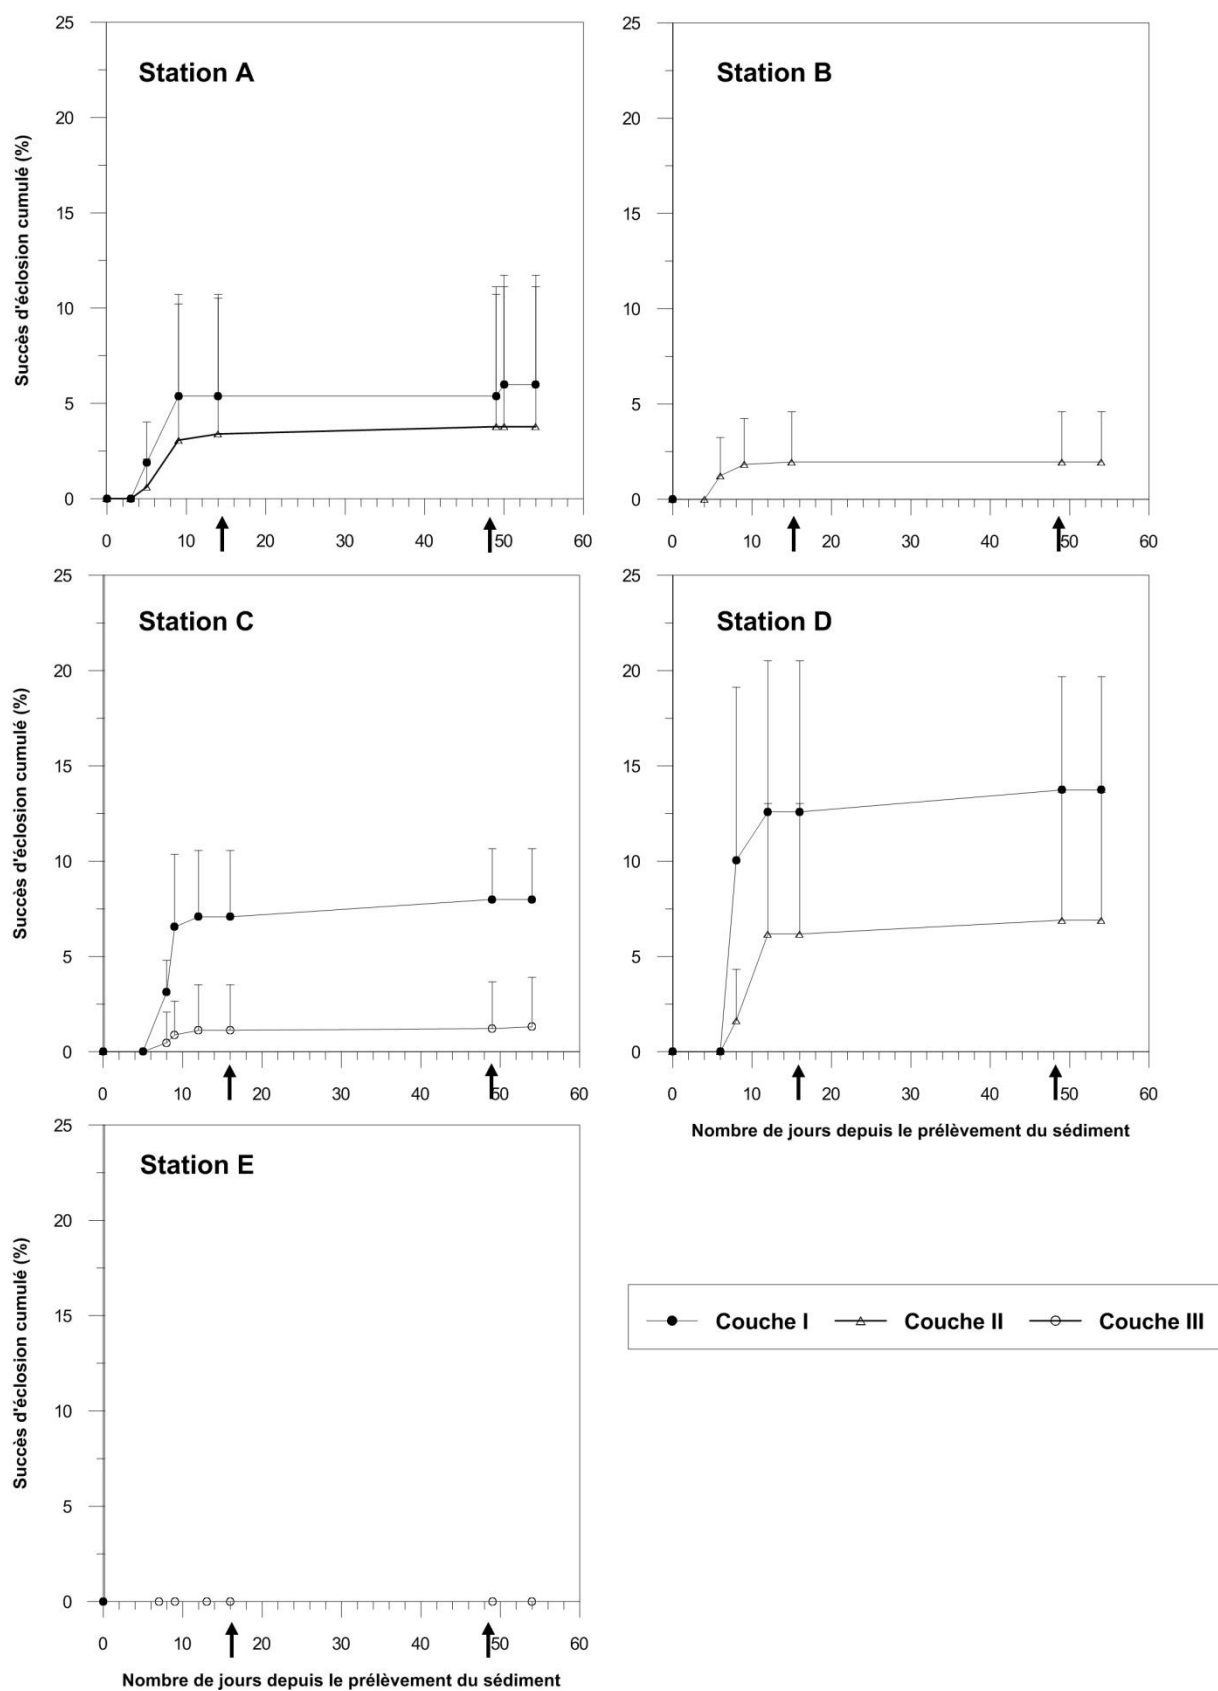 Station A
Succès d'éclosion cumulé (%)
25
20
15
10
5
0
0 10 20 30 40 50 60
Station B
25
20
15
10
5
0
0 10 20 30 40 50 60
Station C
Succès d'éclosion cumulé (%)
25
20
15
10
5
0
0 10 20 30 40 50 60
Station D
25
20
15
10
5
0
0 10 20 30 40 50 60
Nombre de jours depuis le prélèvement du sédiment
Station E
Succès d'éclosion cumulé (%)
25
20
15
10
5
0
0 10 20 30 40 50 60
Nombre de jours depuis le prélèvement du sédiment
Couche I Couche II Couche III